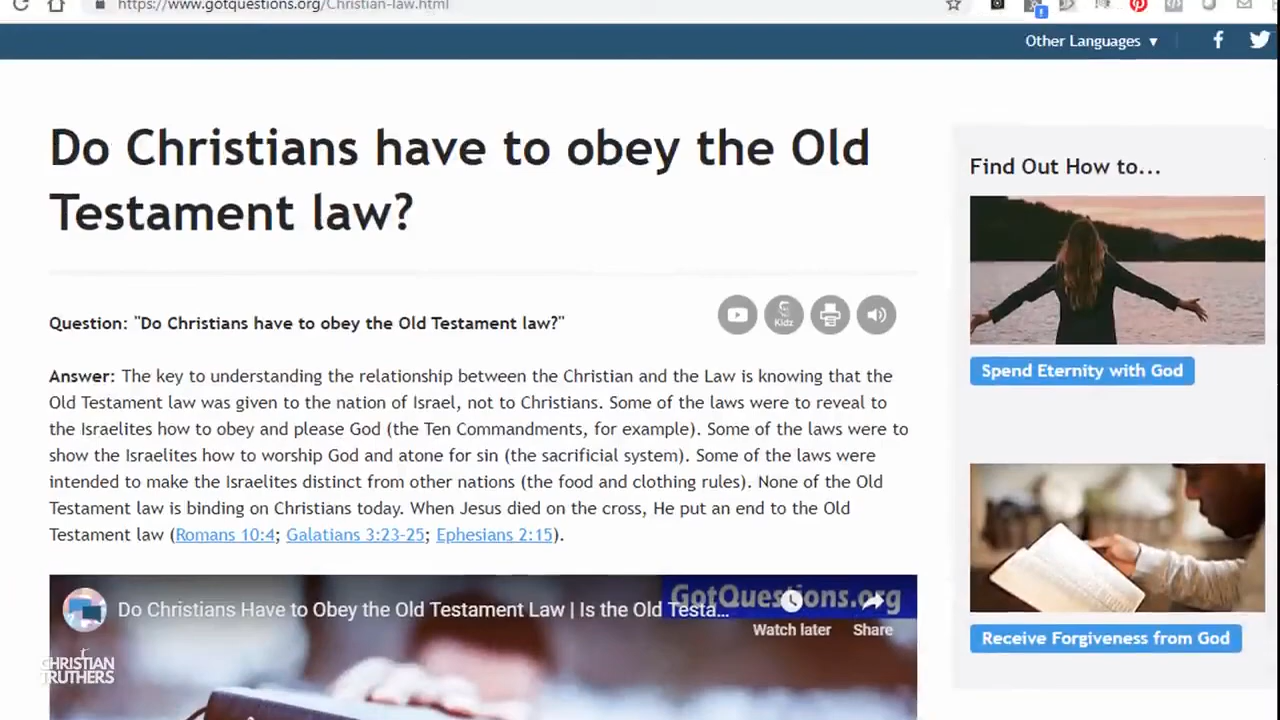 https://www.gotquestions.org/Christian-law.html
Other Languages ▼
Do Christians have to obey the Old
Testament law?
Question: "Do Christians have to obey the Old Testament law?"
Kidz
Answer: The key to understanding the relationship between the Christian and the Law is knowing that the
Old Testament law was given to the nation of Israel, not to Christians. Some of the laws were to reveal to
the Israelites how to obey and please God (the Ten Commandments, for example). Some of the laws were to
show the Israelites how to worship God and atone for sin (the sacrificial system). Some of the laws were
intended to make the Israelites distinct from other nations (the food and clothing rules). None of the Old
Testament law is binding on Christians today. When Jesus died on the cross, He put an end to the Old
Testament law (Romans 10:4; Galatians 3:23-25; Ephesians 2:15).
Do Christians Have to Obey the Old Testament Law | Is the Old Testa...
GotQuestions.org
Watch later
Share
CHRISTIAN
TRUTHERS
Find Out How to...
Spend Eternity with God
Receive Forgiveness from God